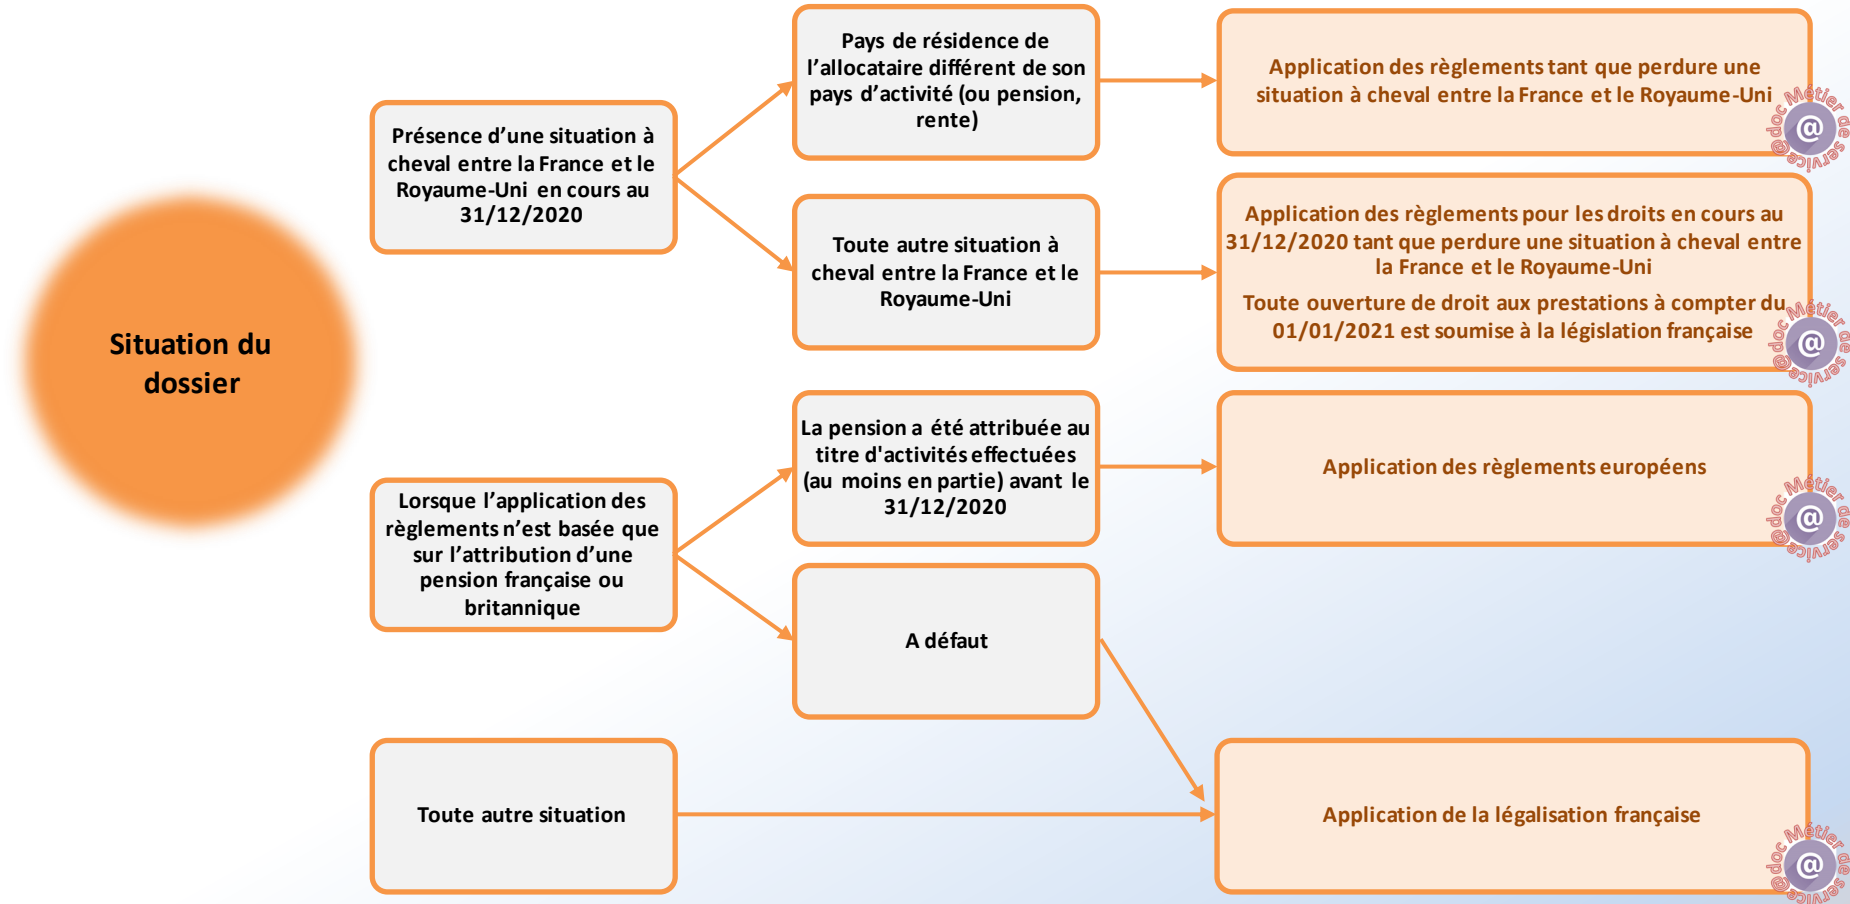 Situation du
dossier
Présence d’une situation à
cheval entre la France et le
Royaume-Uni en cours au
31/12/2020
Pays de résidence de
l’allocataire différent de son
pays d’activité (ou pension,
rente)
Application des règlements tant que perdure une
situation à cheval entre la France et le Royaume-Uni
@doc Métier de service
@
Toute autre situation à
cheval entre la France et le
Royaume-Uni
Application des règlements pour les droits en cours au
31/12/2020 tant que perdure une situation à cheval entre
la France et le Royaume-Uni
Toute ouverture de droit aux prestations à compter du
01/01/2021 est soumise à la législation française
@doc Métier de service
@
Lorsque l’application des
règlements n’est basée que
sur l’attribution d’une
pension française ou
britannique
La pension a été attribuée au
titre d'activités effectuées
(au moins en partie) avant le
31/12/2020
Application des règlements européens
@doc Métier de service
@
A défaut
Toute autre situation
Application de la légalisation française
@doc Métier de service
@